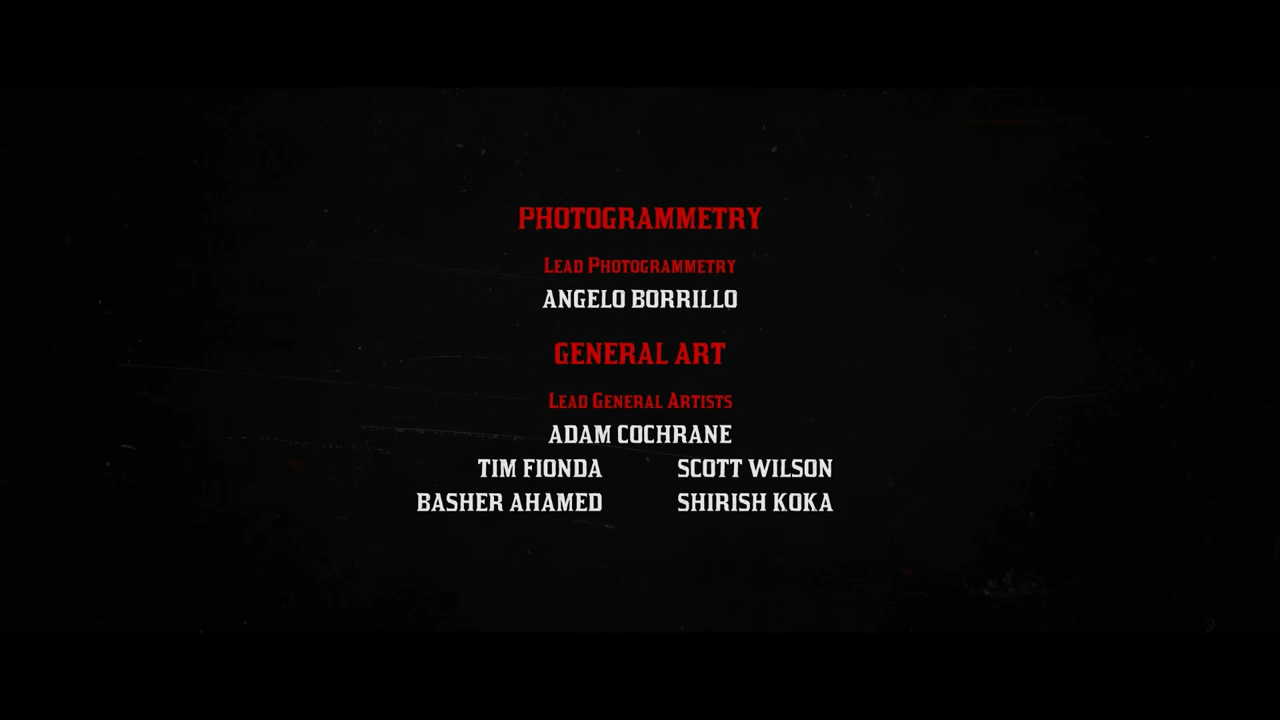 PHOTOGRAMMETRY
LEAD PHOTOGRAMMETRY
ANGELO BORRILLO
GENERAL ART
LEAD GENERAL ARTISTS
ADAM COCHRANE
TIM FIONDA SCOTT WILSON
BASHER AHAMED SHIRISH KOKA